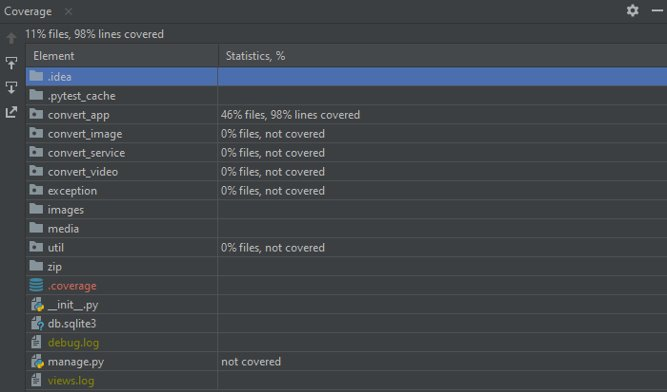 Coverage
11% files, 98% lines covered
Element Statistics, %
.idea
.pytest_cache
convert_app 46% files, 98% lines covered
convert_image 0% files, not covered
convert_service 0% files, not covered
convert_video 0% files, not covered
exception 0% files, not covered
images
media
util 0% files, not covered
zip
.coverage
__init__.py
db.sqlite3
debug.log
manage.py not covered
views.log